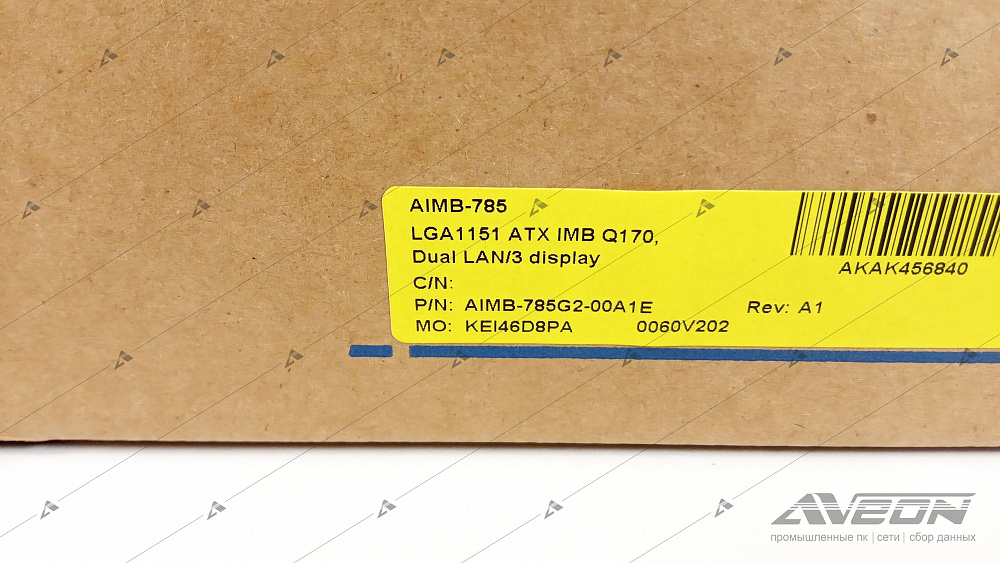 AIMB-785
LGA1151 ATX IMB Q170,
Dual LAN/3 display
C/N:
P/N: AIMB-785G2-00A1E Rev: A1
MO: KEI46D8PA 0060V202
AKAK456840
AVEON
промышленные пк | сети | сбор данных